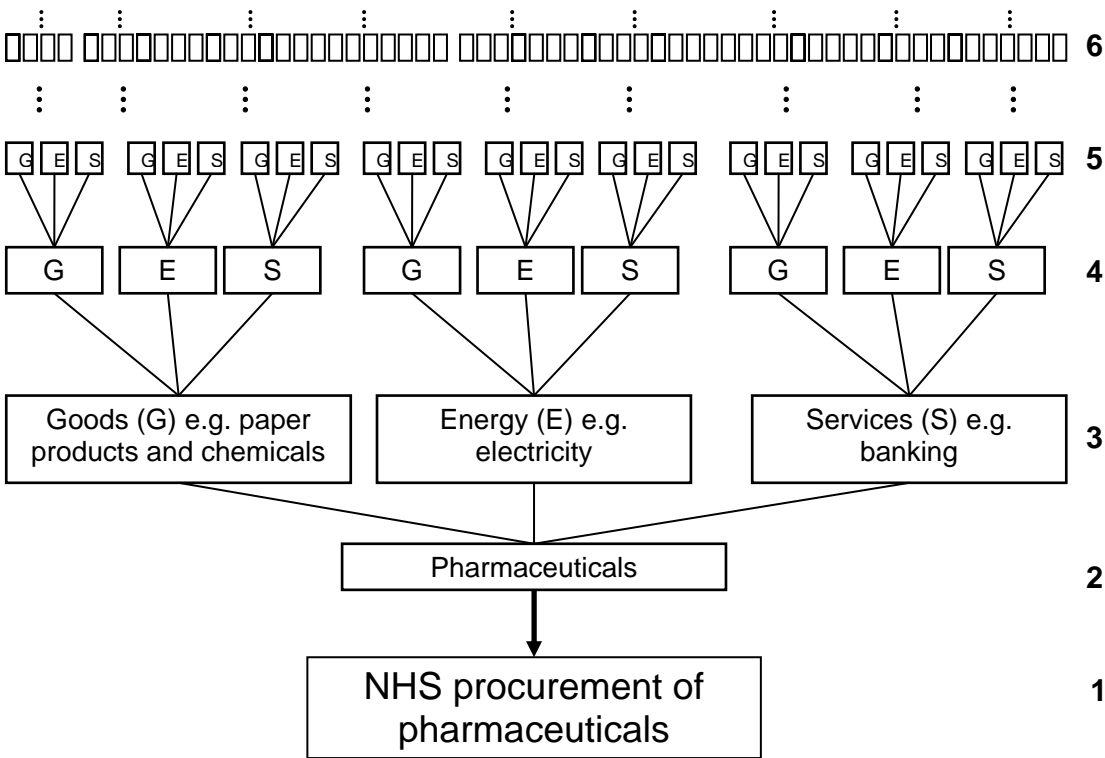 6
G E S G E S G E S G E S G E S G E S G E S G E S G E S 5
G E S G E S G E S 4
Goods (G) e.g. paper
products and chemicals
Energy (E) e.g.
electricity
Services (S) e.g.
banking
3
Pharmaceuticals
2
NHS procurement of
pharmaceuticals
1